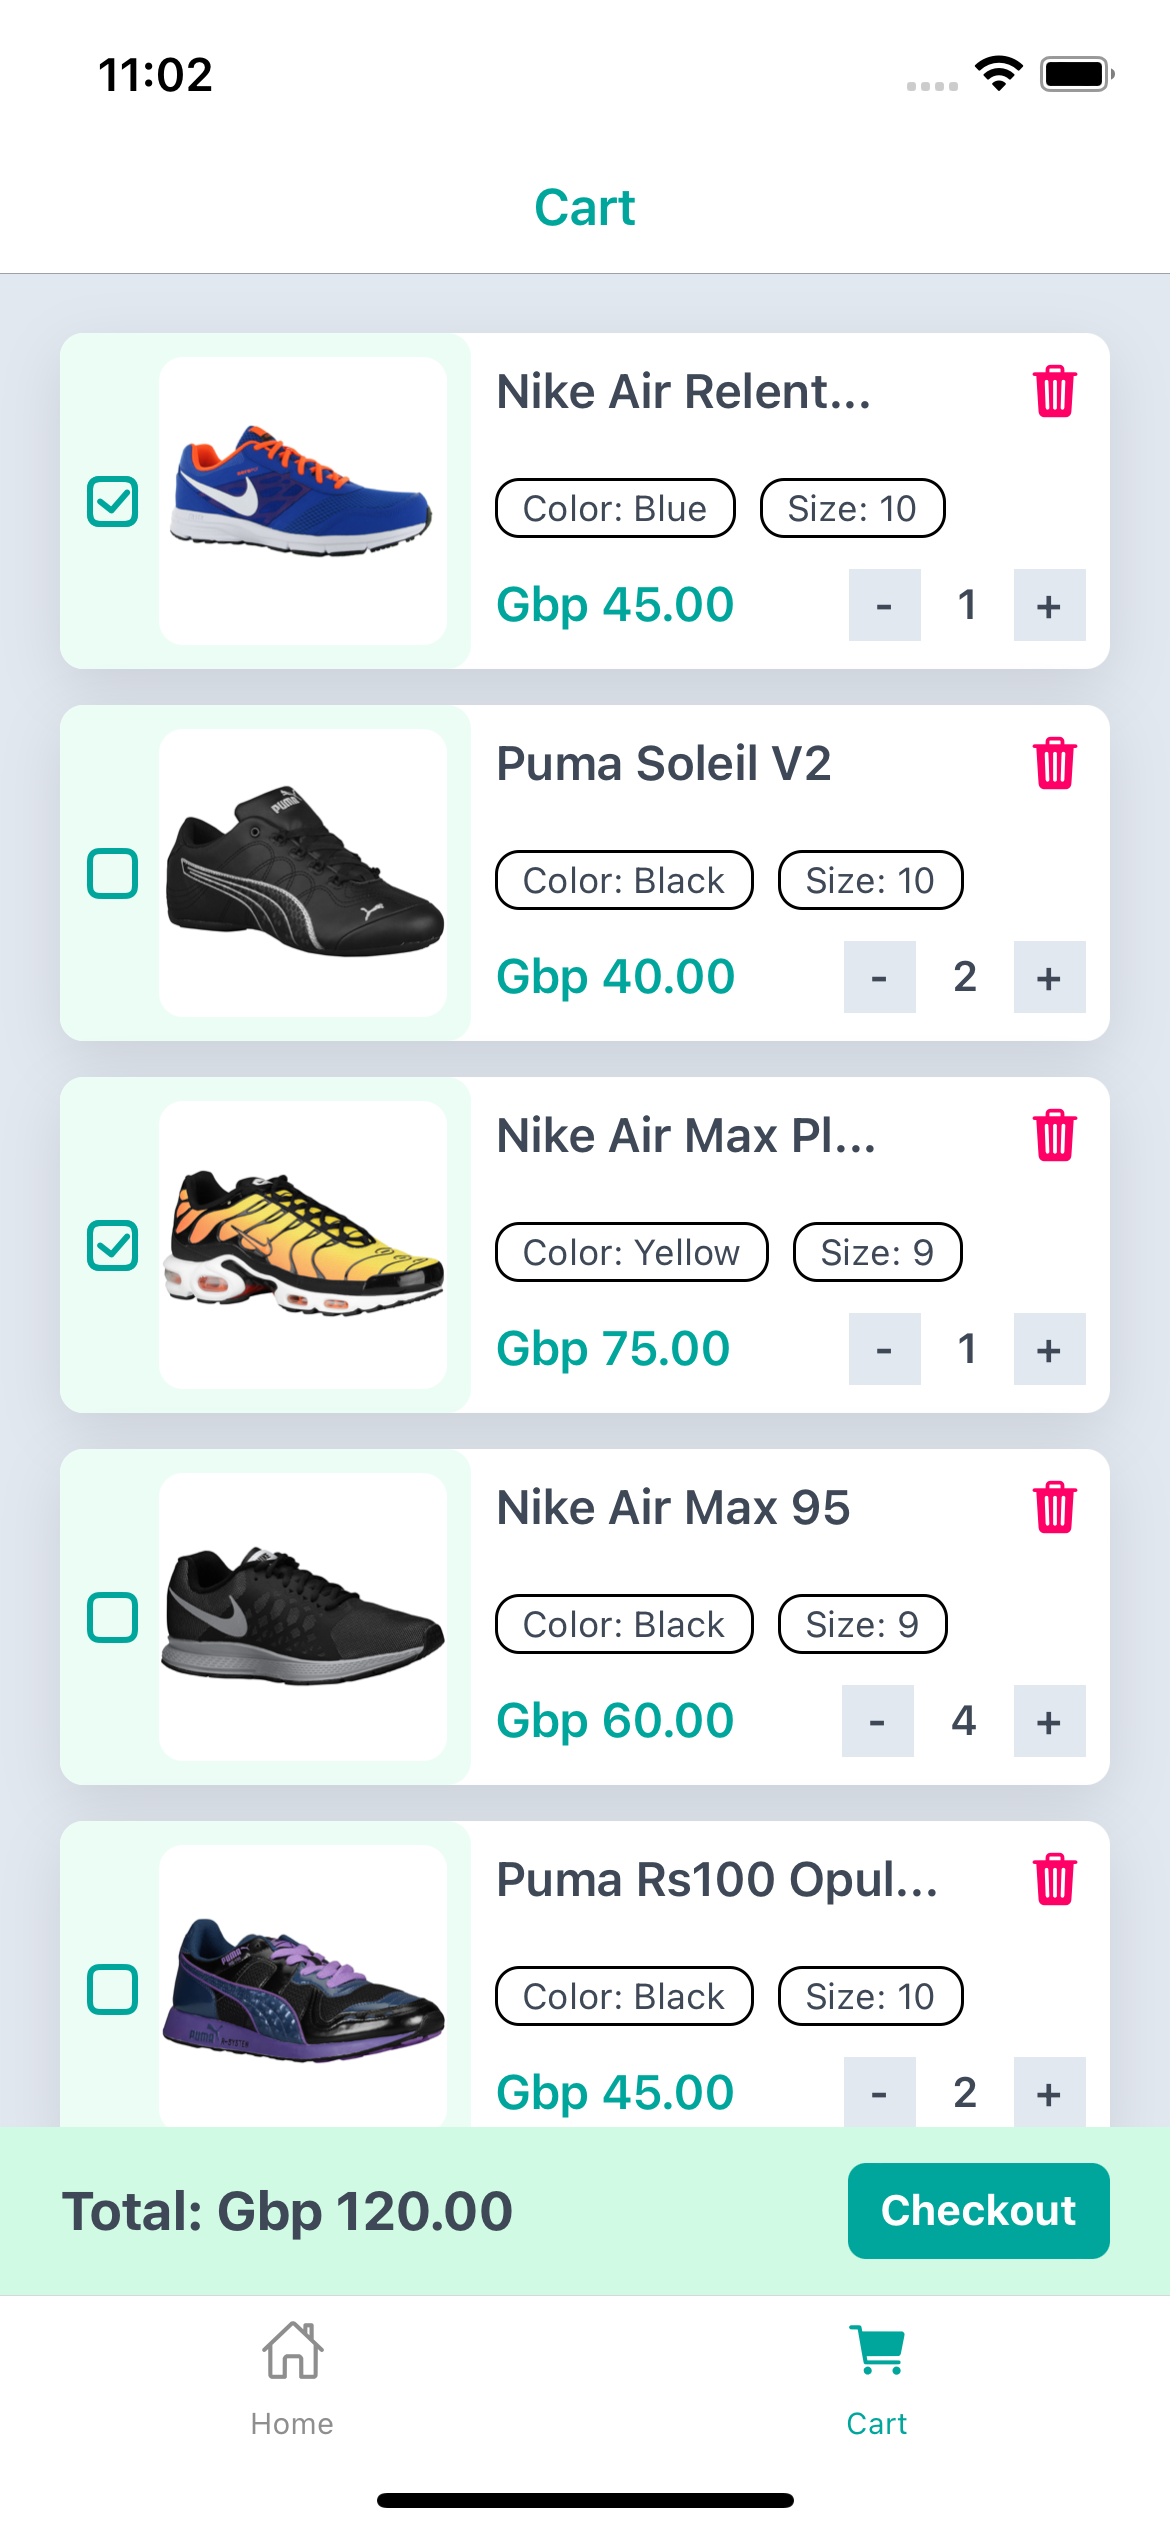 11:02
Cart
Nike Air Relent...
Color: Blue Size: 10
Gbp 45.00 - 1 +
Puma Soleil V2
Color: Black Size: 10
Gbp 40.00 - 2 +
Nike Air Max Pl...
Color: Yellow Size: 9
Gbp 75.00 - 1 +
Nike Air Max 95
Color: Black Size: 9
Gbp 60.00 - 4 +
Puma Rs100 Opul...
Color: Black Size: 10
Gbp 45.00 - 2 +
Total: Gbp 120.00 Checkout
Home Cart